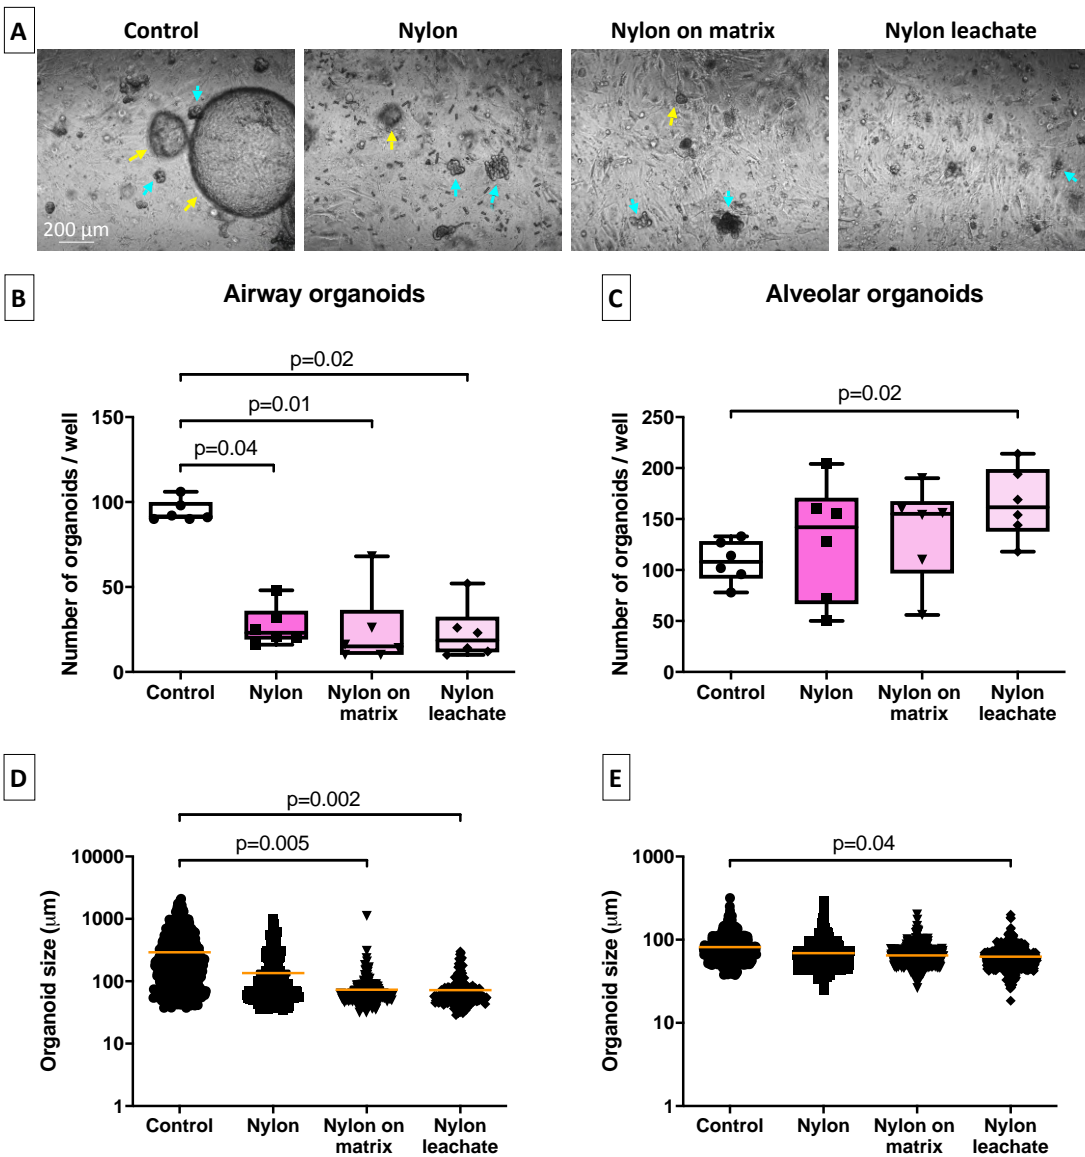 A
Control
Nylon
Nylon on matrix
Nylon leachate
200 μm
B
Airway organoids
p=0.02
p=0.01
p=0.04
Number of organoids / well
150
100
50
0
Control
Nylon
Nylon on
matrix
Nylon
leachate
C
Alveolar organoids
p=0.02
Number of organoids / well
250
200
150
100
50
0
Control
Nylon
Nylon on
matrix
Nylon
leachate
D
p=0.002
p=0.005
Organoid size (μm)
10000
1000
100
10
1
Control
Nylon
Nylon on
matrix
Nylon
leachate
E
p=0.04
Organoid size (μm)
1000
100
10
1
Control
Nylon
Nylon on
matrix
Nylon
leachate